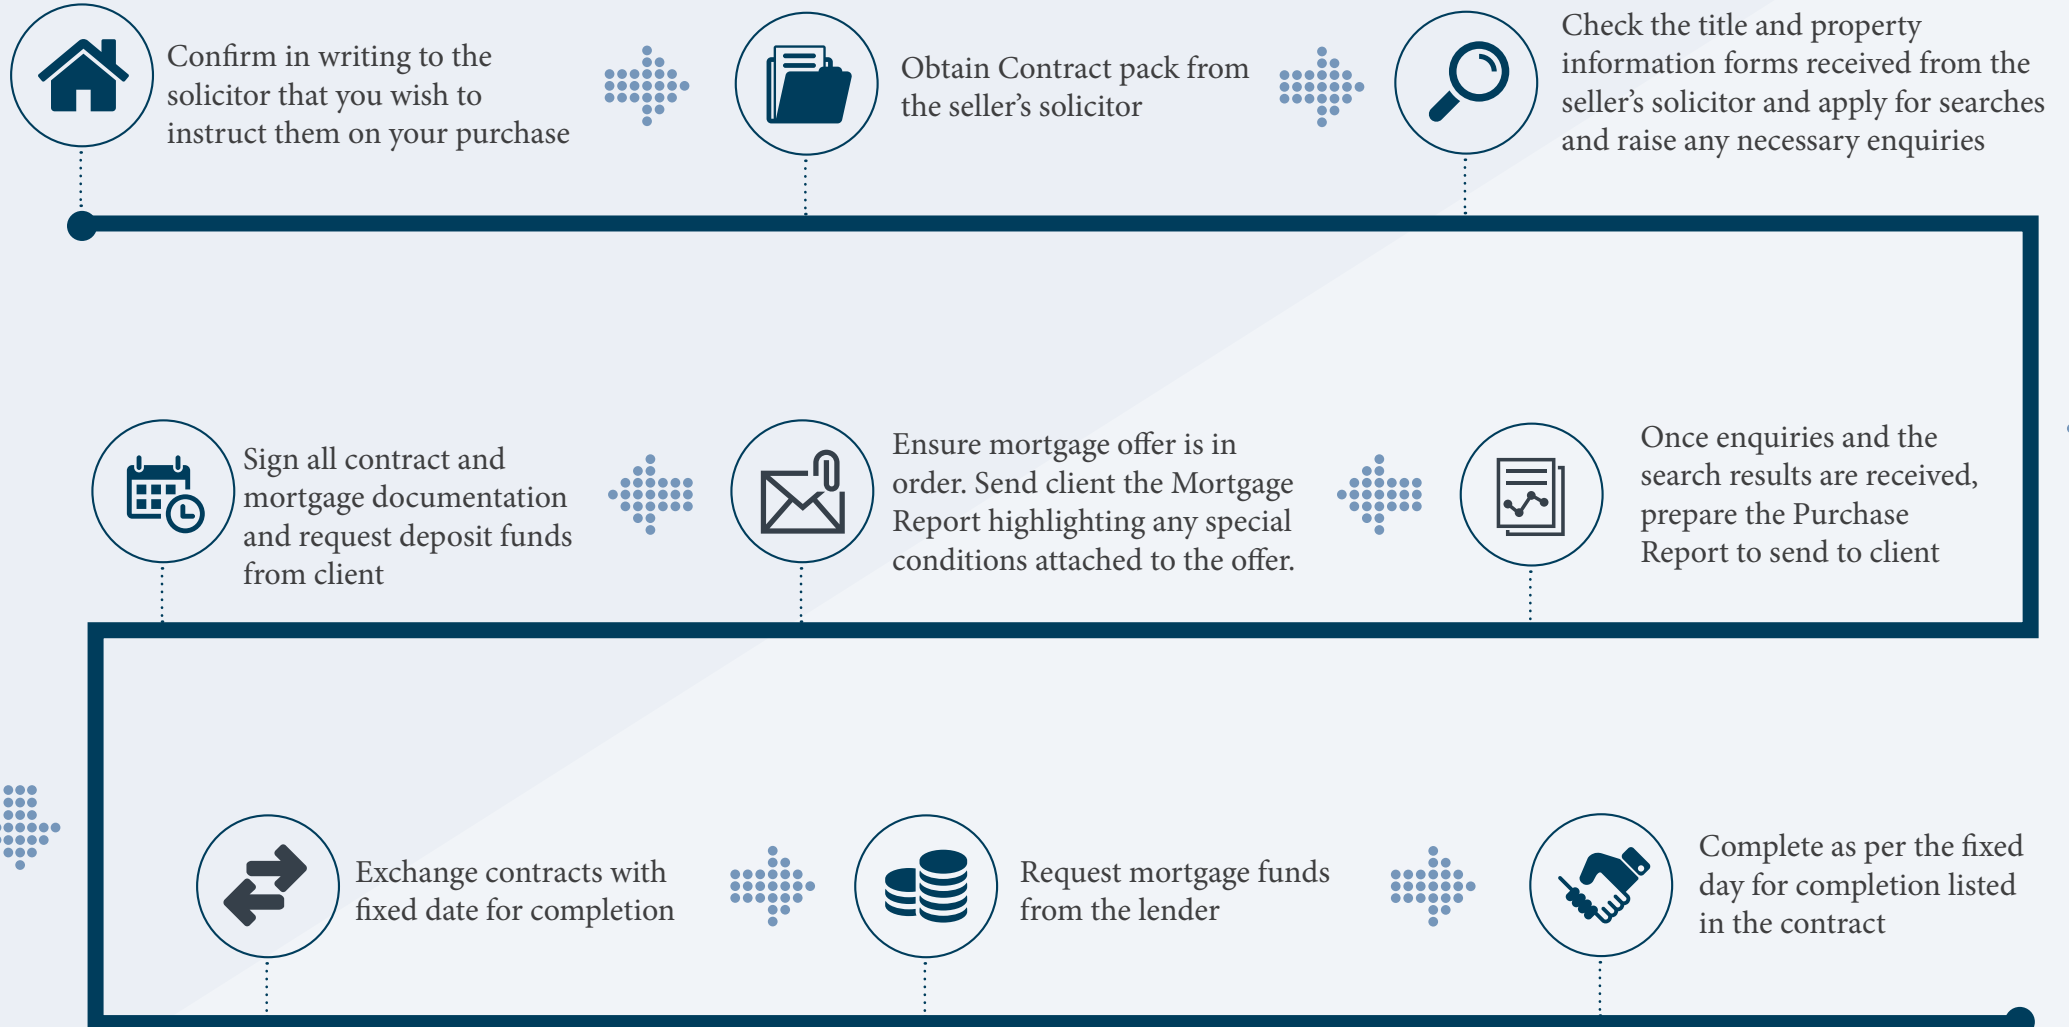 Confirm in writing to the
solicitor that you wish to
instruct them on your purchase
Obtain Contract pack from
the seller's solicitor
Check the title and property
information forms received from the
seller's solicitor and apply for searches
and raise any necessary enquiries
Once enquiries and the
search results are received,
prepare the Purchase
Report to send to client
Ensure mortgage offer is in
order. Send client the Mortgage
Report highlighting any special
conditions attached to the offer.
Sign all contract and
mortgage documentation
and request deposit funds
from client
Exchange contracts with
fixed date for completion
Request mortgage funds
from the lender
Complete as per the fixed
day for completion listed
in the contract